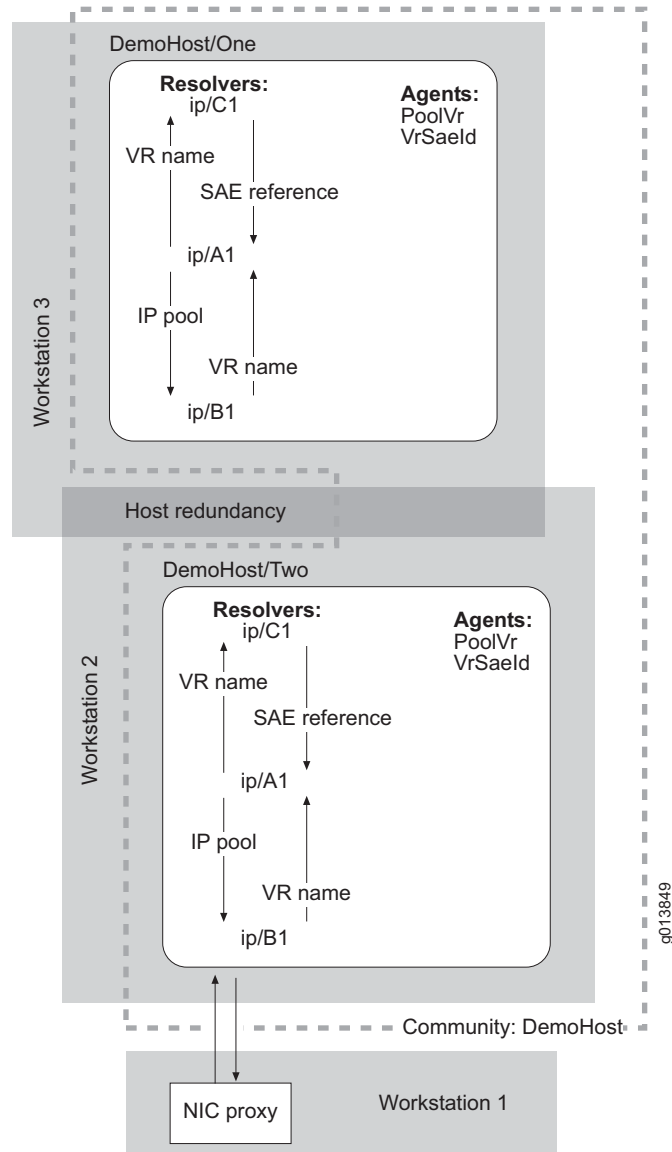 DemoHost/One
Resolvers:
ip/C1
Agents:
PoolVr
VrSaeId
VR name
SAE reference
ip/A1
IP pool
VR name
ip/B1
Workstation 3
Host redundancy
DemoHost/Two
Resolvers:
ip/C1
Agents:
PoolVr
VrSaeId
VR name
SAE reference
ip/A1
IP pool
VR name
ip/B1
Workstation 2
g013849
Community: DemoHost
NIC proxy
Workstation 1